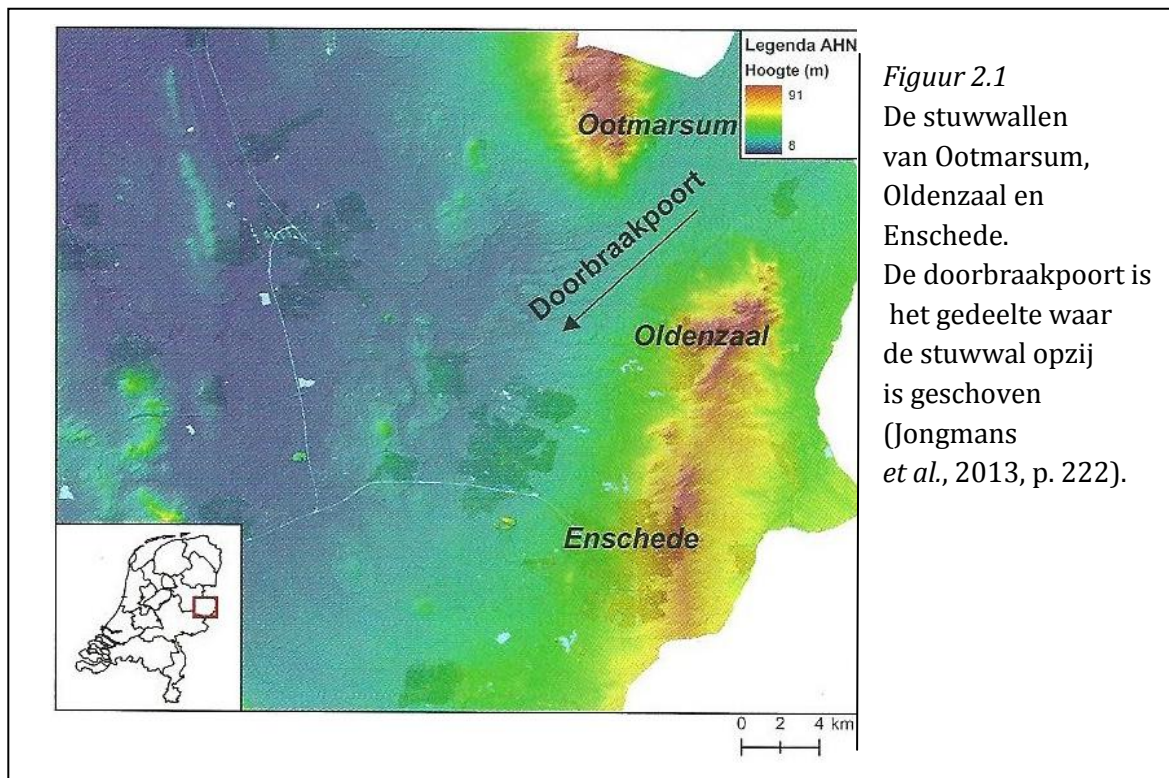 Legenda AHN
Hoogte (m)
91
8
Ootmarsum
Doorbraakpoort
Oldenzaal
Enschede
0 2 4 km
Figuur 2.1
De stuwwallen
van Ootmarsum,
Oldenzaal en
Enschede.
De doorbraakpoort is
het gedeelte waar
de stuwwal opzij
is geschoven
(Jongmans
et al., 2013, p. 222).